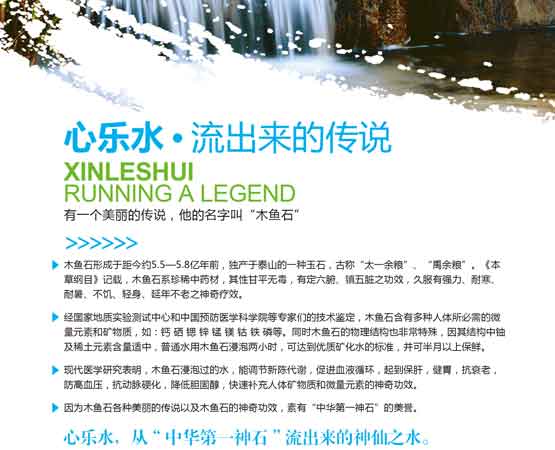 心乐水·流出来的传说
XINLESHUI
RUNNING A LEGEND
有一个美丽的传说，他的名字叫“木鱼石”
>>>>>>
木鱼石形成于距今约5.5—5.8亿年前，独产于泰山的一种玉石，古称“太一余粮”、“禹余粮”。《本
草纲目》记载，木鱼石系珍稀中药材，其性甘平无毒，有定六腑、镇五脏之功效，久服有强力、耐寒、
耐暑、不饥、轻身、延年不老之神奇疗效。
经国家地质实验测试中心和中国预防医学科学院等专家们的技术鉴定，木鱼石含有多种人体所必需的微
量元素和矿物质，如：钙 硒 锶 锌 锰 镁 钴 铁 磷等。同时木鱼石的物理结构也非常特殊，因其结构中铀
及稀土元素含量适中，普通水用木鱼石浸泡两小时，可达到优质矿化水的标准，并可半月以上保鲜。
现代医学研究表明，木鱼石浸泡过的水，能调节新陈代谢，促进血液循环，起到保肝，健胃，抗衰老，
防高血压，抗动脉硬化，降低胆固醇，快速补充人体矿物质和微量元素的神奇功效。
因为木鱼石各种美丽的传说以及木鱼石的神奇功效，素有“中华第一神石”的美誉。
心乐水，从“中华第一神石”流出来的神仙之水。